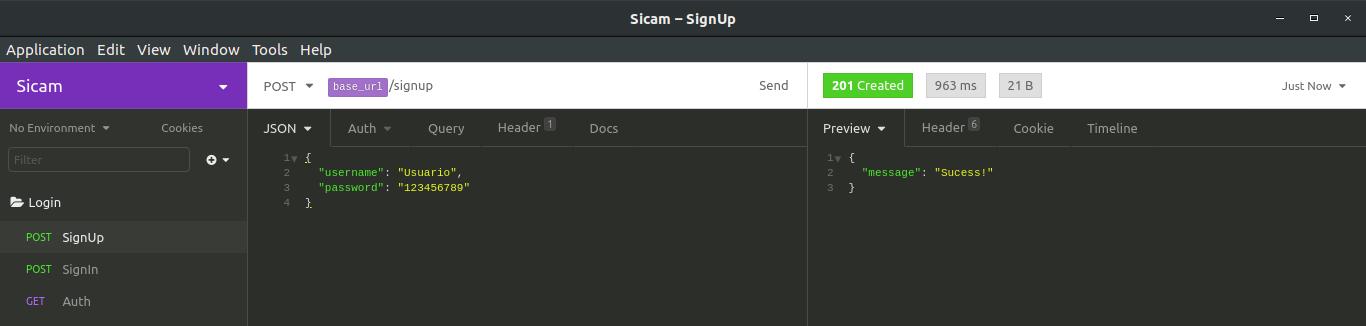 Sicam – SignUp
Application Edit View Window Tools Help
Sicam
POST base_url/signup Send
201 Created 963 ms 21 B Just Now
No Environment Cookies
JSON Auth Query Header 1 Docs
Preview Header 6 Cookie Timeline
Filter
Login
POST SignUp
POST SignIn
GET Auth
1 {
2 "username": "Usuario",
3 "password": "123456789"
4 }
1 {
2 "message": "Sucess!"
3 }